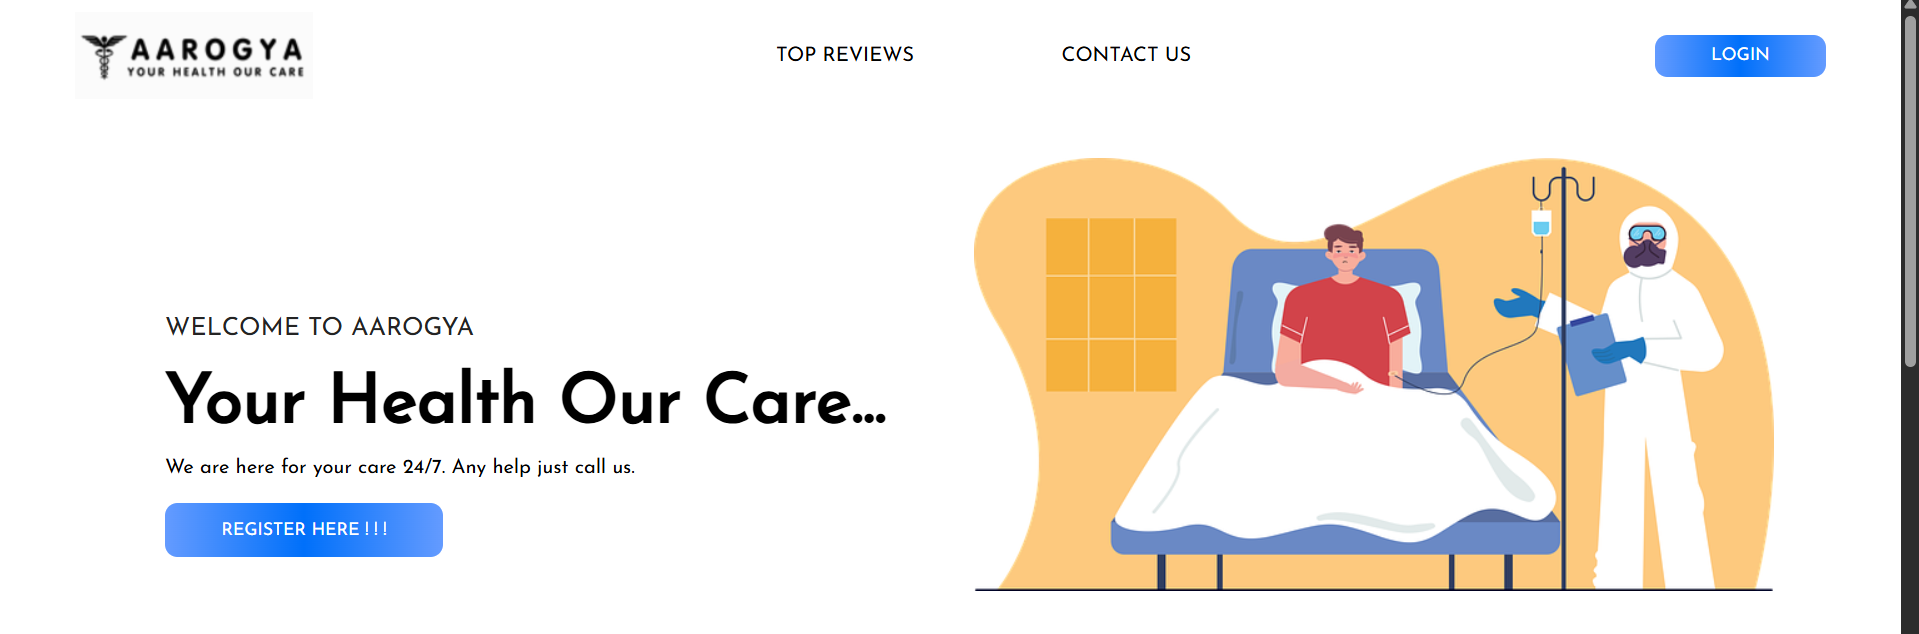 AAROGYA
YOUR HEALTH OUR CARE
TOP REVIEWS
CONTACT US
LOGIN
WELCOME TO AAROGYA
Your Health Our Care...
We are here for your care 24/7. Any help just call us.
REGISTER HERE ! ! !